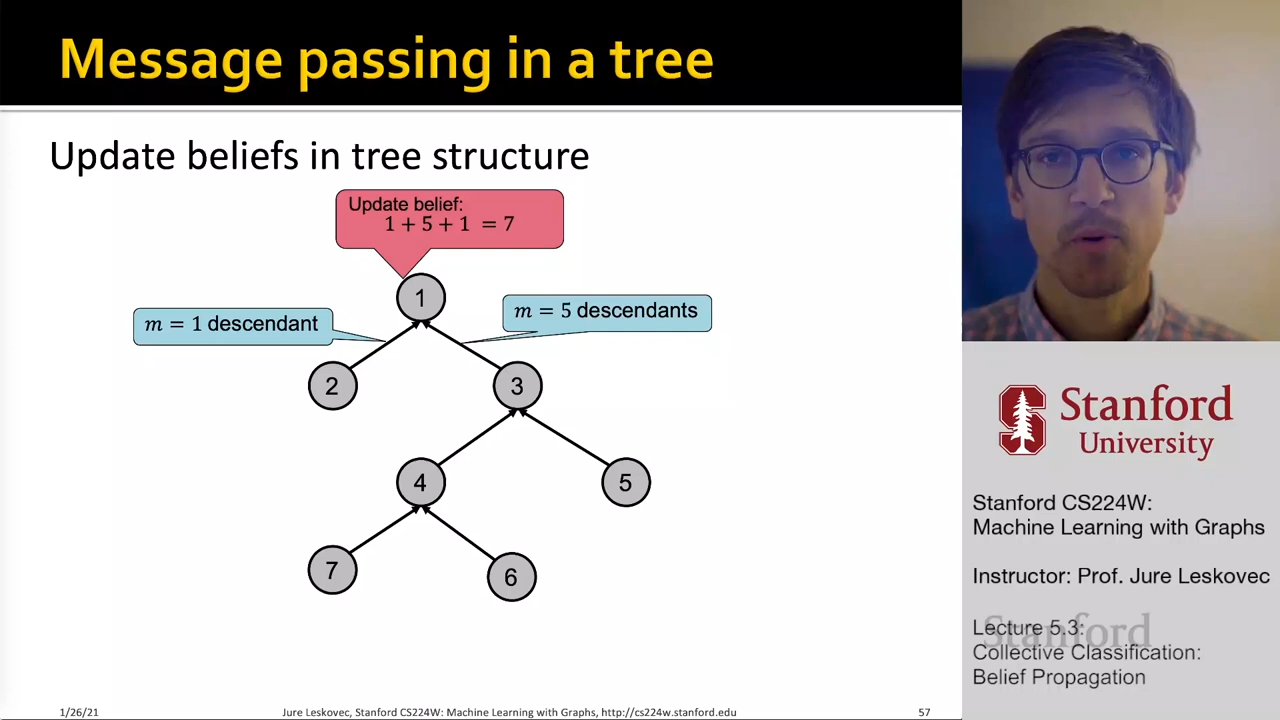 Message passing in a tree
Update beliefs in tree structure
Update belief:
1 + 5 + 1 = 7
1
m = 1 descendant
m = 5 descendants
2
3
4
5
7
6
1/26/21
Jure Leskovec, Stanford CS224W: Machine Learning with Graphs, http://cs224w.stanford.edu
57
Stanford
University
Stanford CS224W:
Machine Learning with Graphs
Instructor: Prof. Jure Leskovec
Stanford
Lecture 5.3:
Collective Classification:
Belief Propagation